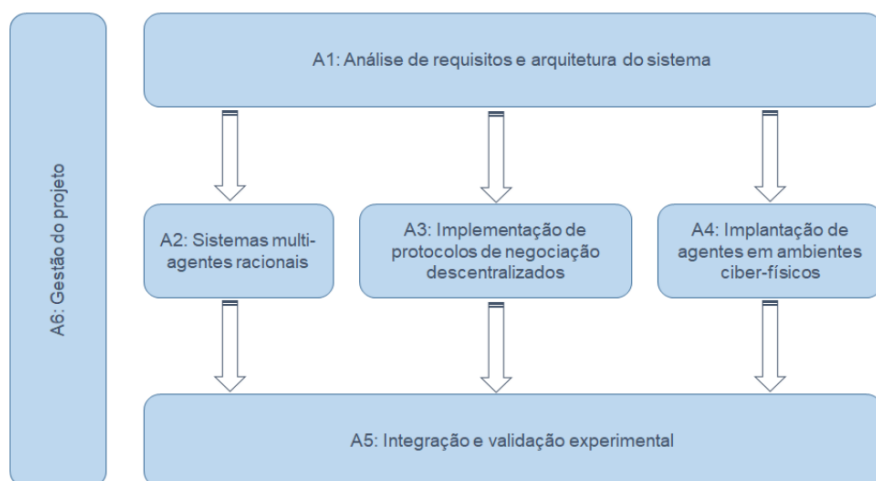 A1: Análise de requisitos e arquitetura do sistema
A6: Gestão do projeto
A2: Sistemas multi-
agentes racionais
A3: Implementação de
protocolos de negociação
descentralizados
A4: Implantação de
agentes em ambientes
ciber-físicos
A5: Integração e validação experimental